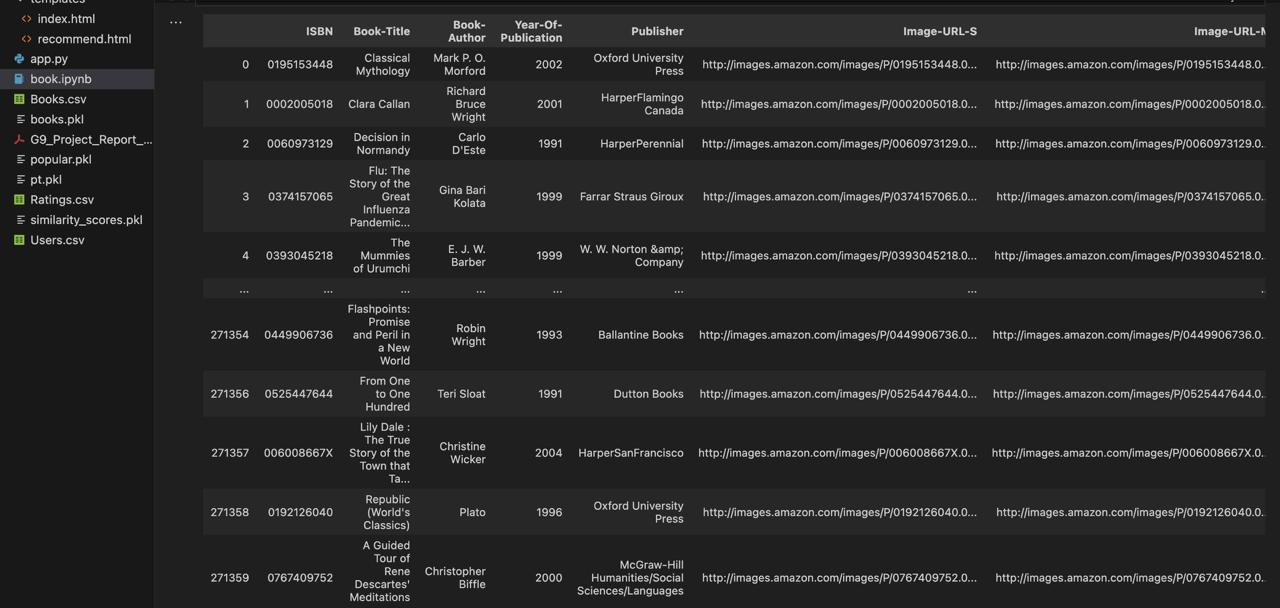 templates
index.html
recommend.html
app.py
book.ipynb
Books.csv
books.pkl
G9_Project_Report_...
popular.pkl
pt.pkl
Ratings.csv
similarity_scores.pkl
Users.csv
...
ISBN Book-Title Book-Author Year-Of-Publication Publisher Image-URL-S Image-URL-M
0 0195153448 Classical Mythology Mark P. O. Morford 2002 Oxford University Press http://images.amazon.com/images/P/0195153448.0... http://images.amazon.com/images/P/0195153448.0..
1 0002005018 Clara Callan Richard Bruce Wright 2001 HarperFlamingo Canada http://images.amazon.com/images/P/0002005018.0... http://images.amazon.com/images/P/0002005018.0..
2 0060973129 Decision in Normandy Carlo D'Este 1991 HarperPerennial http://images.amazon.com/images/P/0060973129.0... http://images.amazon.com/images/P/0060973129.0..
3 0374157065 Flu: The Story of the Great Influenza Pandemic... Gina Bari Kolata 1999 Farrar Straus Giroux http://images.amazon.com/images/P/0374157065.0... http://images.amazon.com/images/P/0374157065.0..
4 0393045218 The Mummies of Urumchi E. J. W. Barber 1999 W. W. Norton &amp; Company http://images.amazon.com/images/P/0393045218.0... http://images.amazon.com/images/P/0393045218.0..
... ... ... ... ... ... ... ..
271354 0449906736 Flashpoints: Promise and Peril in a New World Robin Wright 1993 Ballantine Books http://images.amazon.com/images/P/0449906736.0... http://images.amazon.com/images/P/0449906736.0..
271356 0525447644 From One to One Hundred Teri Sloat 1991 Dutton Books http://images.amazon.com/images/P/0525447644.0... http://images.amazon.com/images/P/0525447644.0..
271357 006008667X Lily Dale : The True Story of the Town that Ta... Christine Wicker 2004 HarperSanFrancisco http://images.amazon.com/images/P/006008667X.0... http://images.amazon.com/images/P/006008667X.0..
271358 0192126040 Republic (World's Classics) Plato 1996 Oxford University Press http://images.amazon.com/images/P/0192126040.0... http://images.amazon.com/images/P/0192126040.0..
271359 0767409752 A Guided Tour of Rene Descartes' Meditations Christopher Biffle 2000 McGraw-Hill Humanities/Social Sciences/Languages http://images.amazon.com/images/P/0767409752.0... http://images.amazon.com/images/P/0767409752.0..